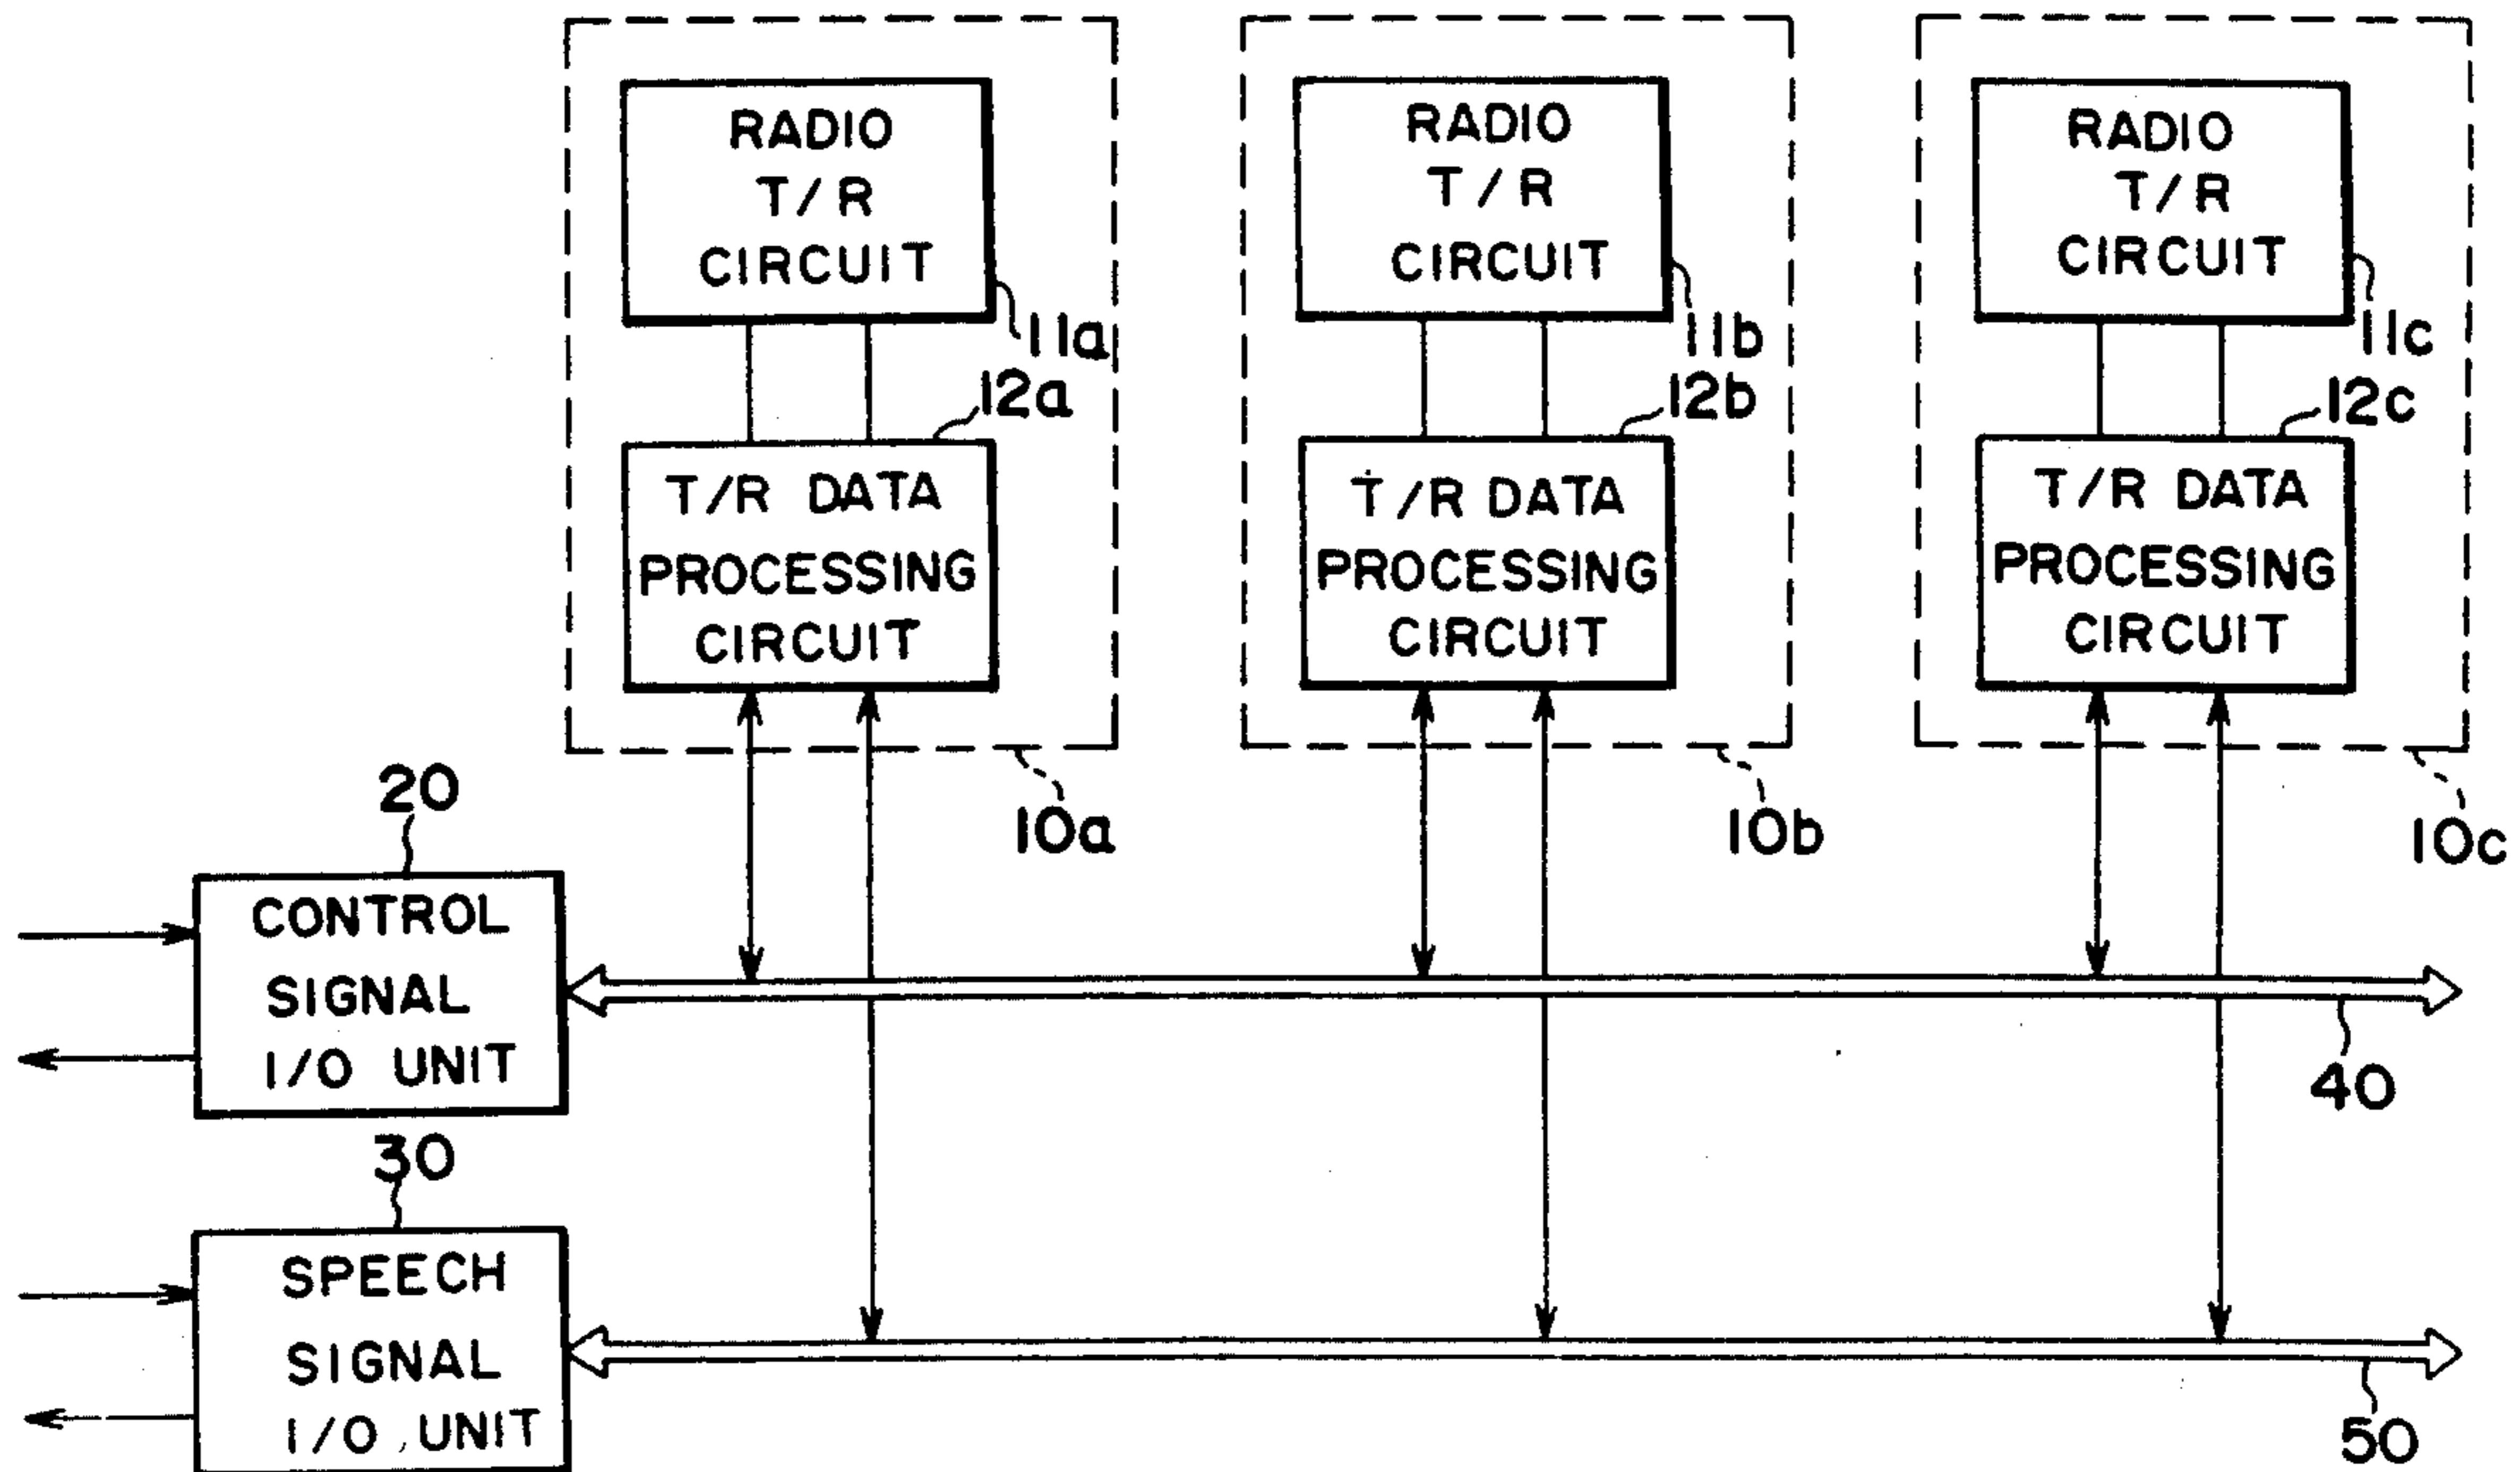 RADIO
T/R
CIRCUIT
11a
12a
T/R DATA
PROCESSING
CIRCUIT
10a
RADIO
T/R
CIRCUIT
11b
12b
T/R DATA
PROCESSING
CIRCUIT
10b
RADIO
T/R
CIRCUIT
11c
12c
T/R DATA
PROCESSING
CIRCUIT
10c
20
CONTROL
SIGNAL
I/O UNIT
40
30
SPEECH
SIGNAL
I/O UNIT
50